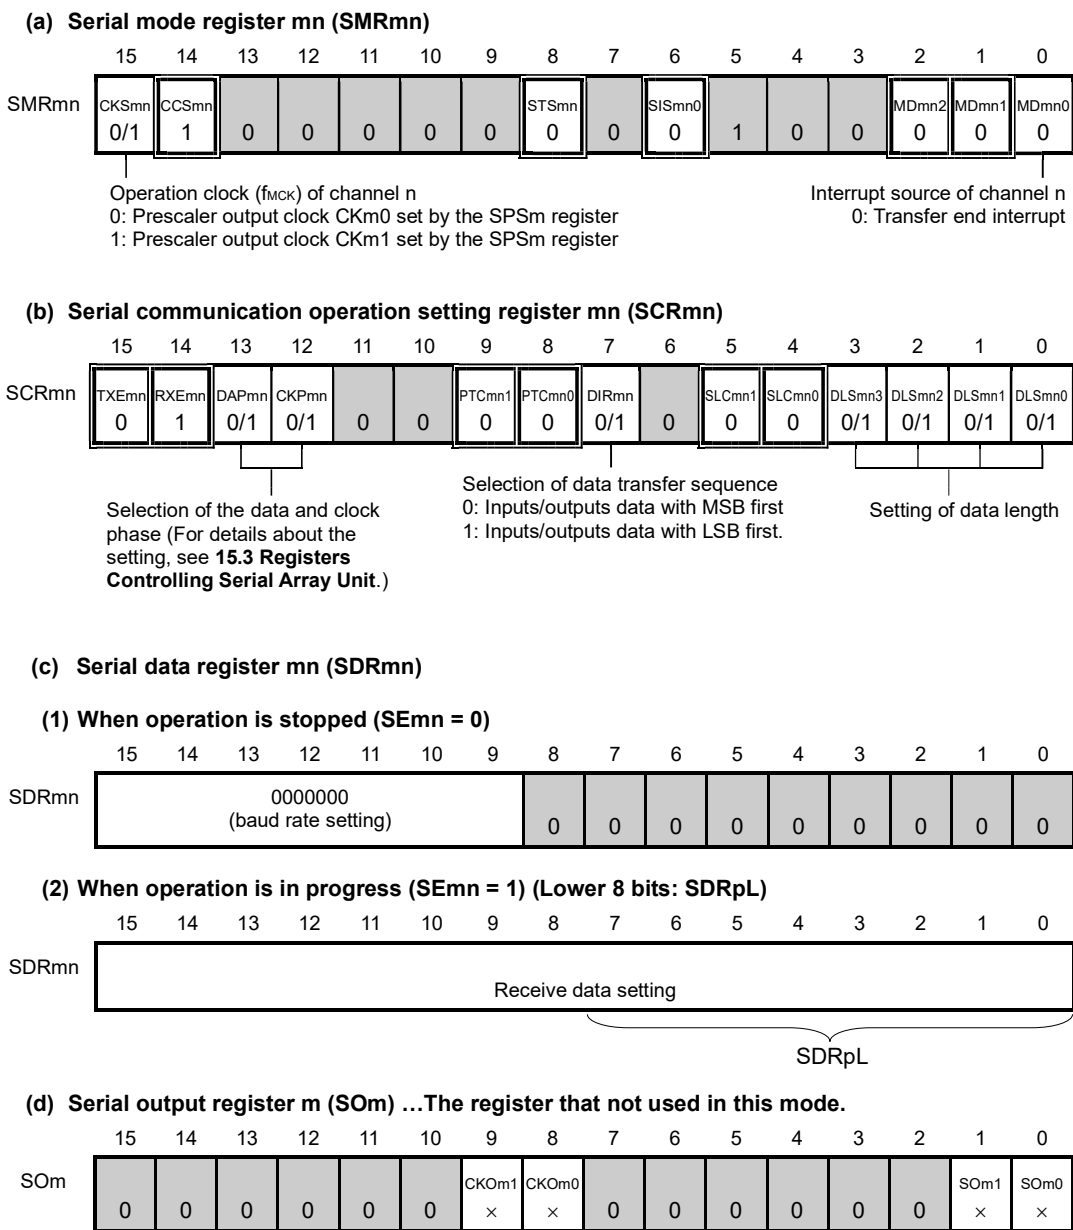 (a) Serial mode register mn (SMRmn)
15 14 13 12 11 10 9 8 7 6 5 4 3 2 1 0
SMRmn CKSmn CCSmn STSmn SISmn0 MDmn2 MDmn1 MDmn0
0/1 1 0 0 0 0 0 0 0 0 1 0 0 0 0 0
Operation clock (fMCK) of channel n
0: Prescaler output clock CKm0 set by the SPSm register
1: Prescaler output clock CKm1 set by the SPSm register
Interrupt source of channel n
0: Transfer end interrupt
(b) Serial communication operation setting register mn (SCRmn)
15 14 13 12 11 10 9 8 7 6 5 4 3 2 1 0
SCRmn TXEmn RXEmn DAPmn CKPmn PTCmn1 PTCmn0 DIRmn SLCmn1 SLCmn0 DLSmn3 DLSmn2 DLSmn1 DLSmn0
0 1 0/1 0/1 0 0 0 0 0/1 0 0 0 0/1 0/1 0/1 0/1
Selection of the data and clock
phase (For details about the
setting, see 15.3 Registers
Controlling Serial Array Unit.)
Selection of data transfer sequence
0: Inputs/outputs data with MSB first
1: Inputs/outputs data with LSB first.
Setting of data length
(c) Serial data register mn (SDRmn)
(1) When operation is stopped (SEmn = 0)
15 14 13 12 11 10 9 8 7 6 5 4 3 2 1 0
SDRmn 0000000
(baud rate setting) 0 0 0 0 0 0 0 0 0
(2) When operation is in progress (SEmn = 1) (Lower 8 bits: SDRpL)
15 14 13 12 11 10 9 8 7 6 5 4 3 2 1 0
SDRmn
Receive data setting
SDRpL
(d) Serial output register m (SOm) …The register that not used in this mode.
15 14 13 12 11 10 9 8 7 6 5 4 3 2 1 0
SOm CKOm1 CKOm0 SOm1 SOm0
0 0 0 0 0 0 × × 0 0 0 0 0 0 × ×